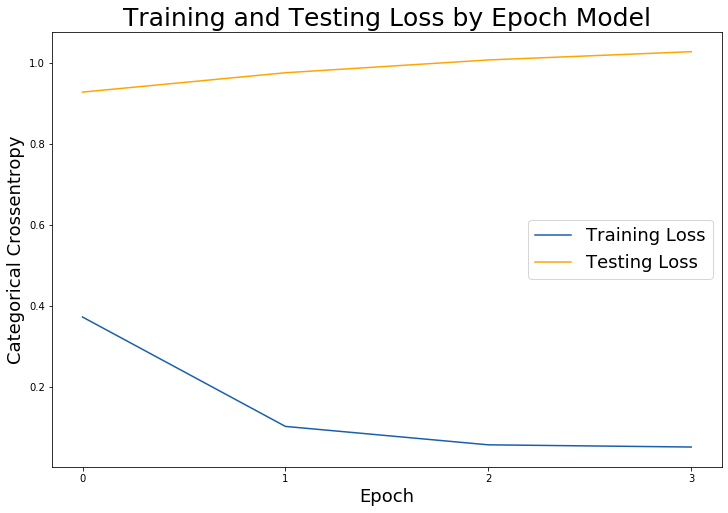 Training and Testing Loss by Epoch Model
Categorical Crossentropy
1.0
0.8
0.6
0.4
0.2
Training Loss
Testing Loss
0 1 2 3
Epoch